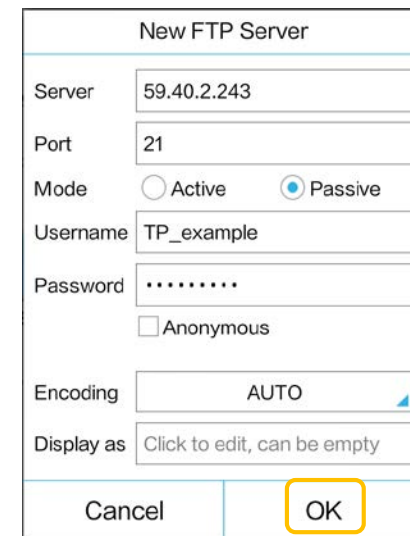 New FTP Server
Server 59.40.2.243
Port 21
Mode Active Passive
Username TP_example
Password •••••••••
Anonymous
Encoding AUTO
Display as Click to edit, can be empty
Cancel OK